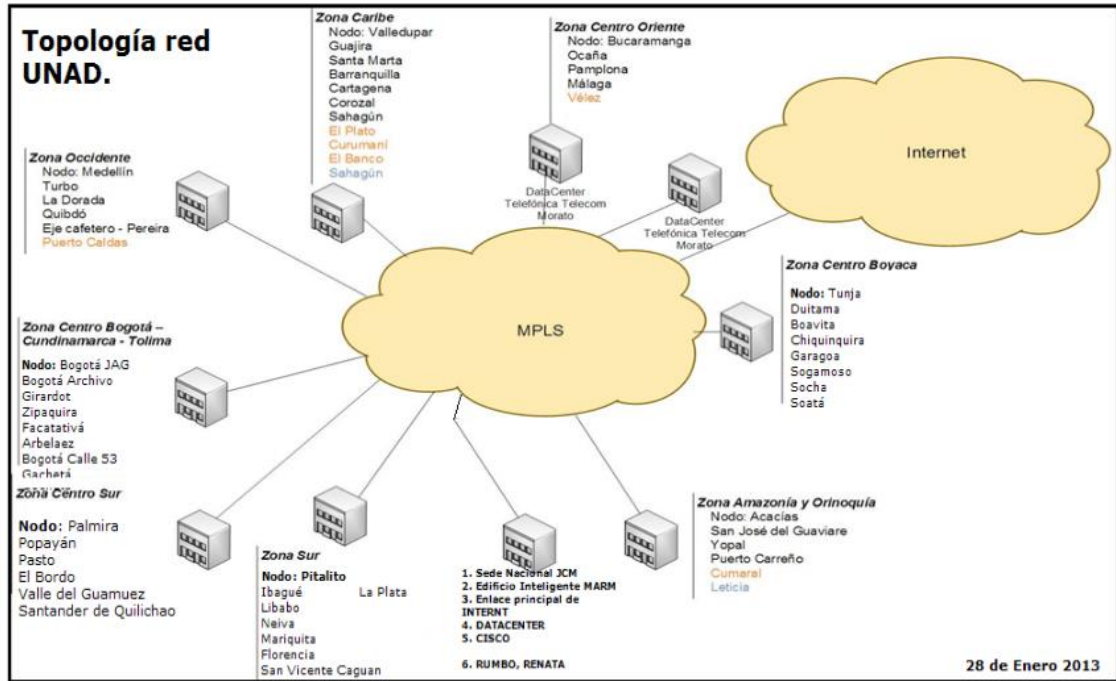 Topología red
UNAD.
Zona Caribe
Nodo: Valledupar
Guajira
Santa Marta
Barranquilla
Cartagena
Corozal
Sahagún
El Plato
Curumaní
El Banco
Sahagún
Zona Centro Oriente
Nodo: Bucaramanga
Ocaña
Pamplona
Málaga
Vélez
Internet
DataCenter
Telefónica Telecom
Morato
DataCenter
Telefónica Telecom
Morato
Zona Occidente
Nodo: Medellín
Turbo
La Dorada
Quibdó
Eje cafetero - Pereira
Puerto Caldas
MPLS
Zona Centro Boyaca
Nodo: Tunja
Duitama
Boavita
Chiquinquira
Garagoa
Sogamoso
Socha
Soatá
Zona Centro Bogotá –
Cundinamarca - Tolima
Nodo: Bogotá JAG
Bogotá Archivo
Girardot
Zipaquira
Facatativá
Arbelaez
Bogotá Calle 53
Gachetá
Zona Centro Sur
Nodo: Palmira
Popayán
Pasto
El Bordo
Valle del Guamuez
Santander de Quilichao
Zona Sur
Nodo: Pitalito
Ibagué La Plata
Libabo
Neiva
Mariquita
Florencia
San Vicente Caguan
1. Sede Nacional JCM
2. Edificio Inteligente MARM
3. Enlace principal de
INTERNT
4. DATACENTER
5. CISCO
6. RUMBO, RENATA
Zona Amazonía y Orinoquía
Nodo: Acacías
San José del Guaviare
Yopal
Puerto Carreño
Cumaral
Leticia
28 de Enero 2013